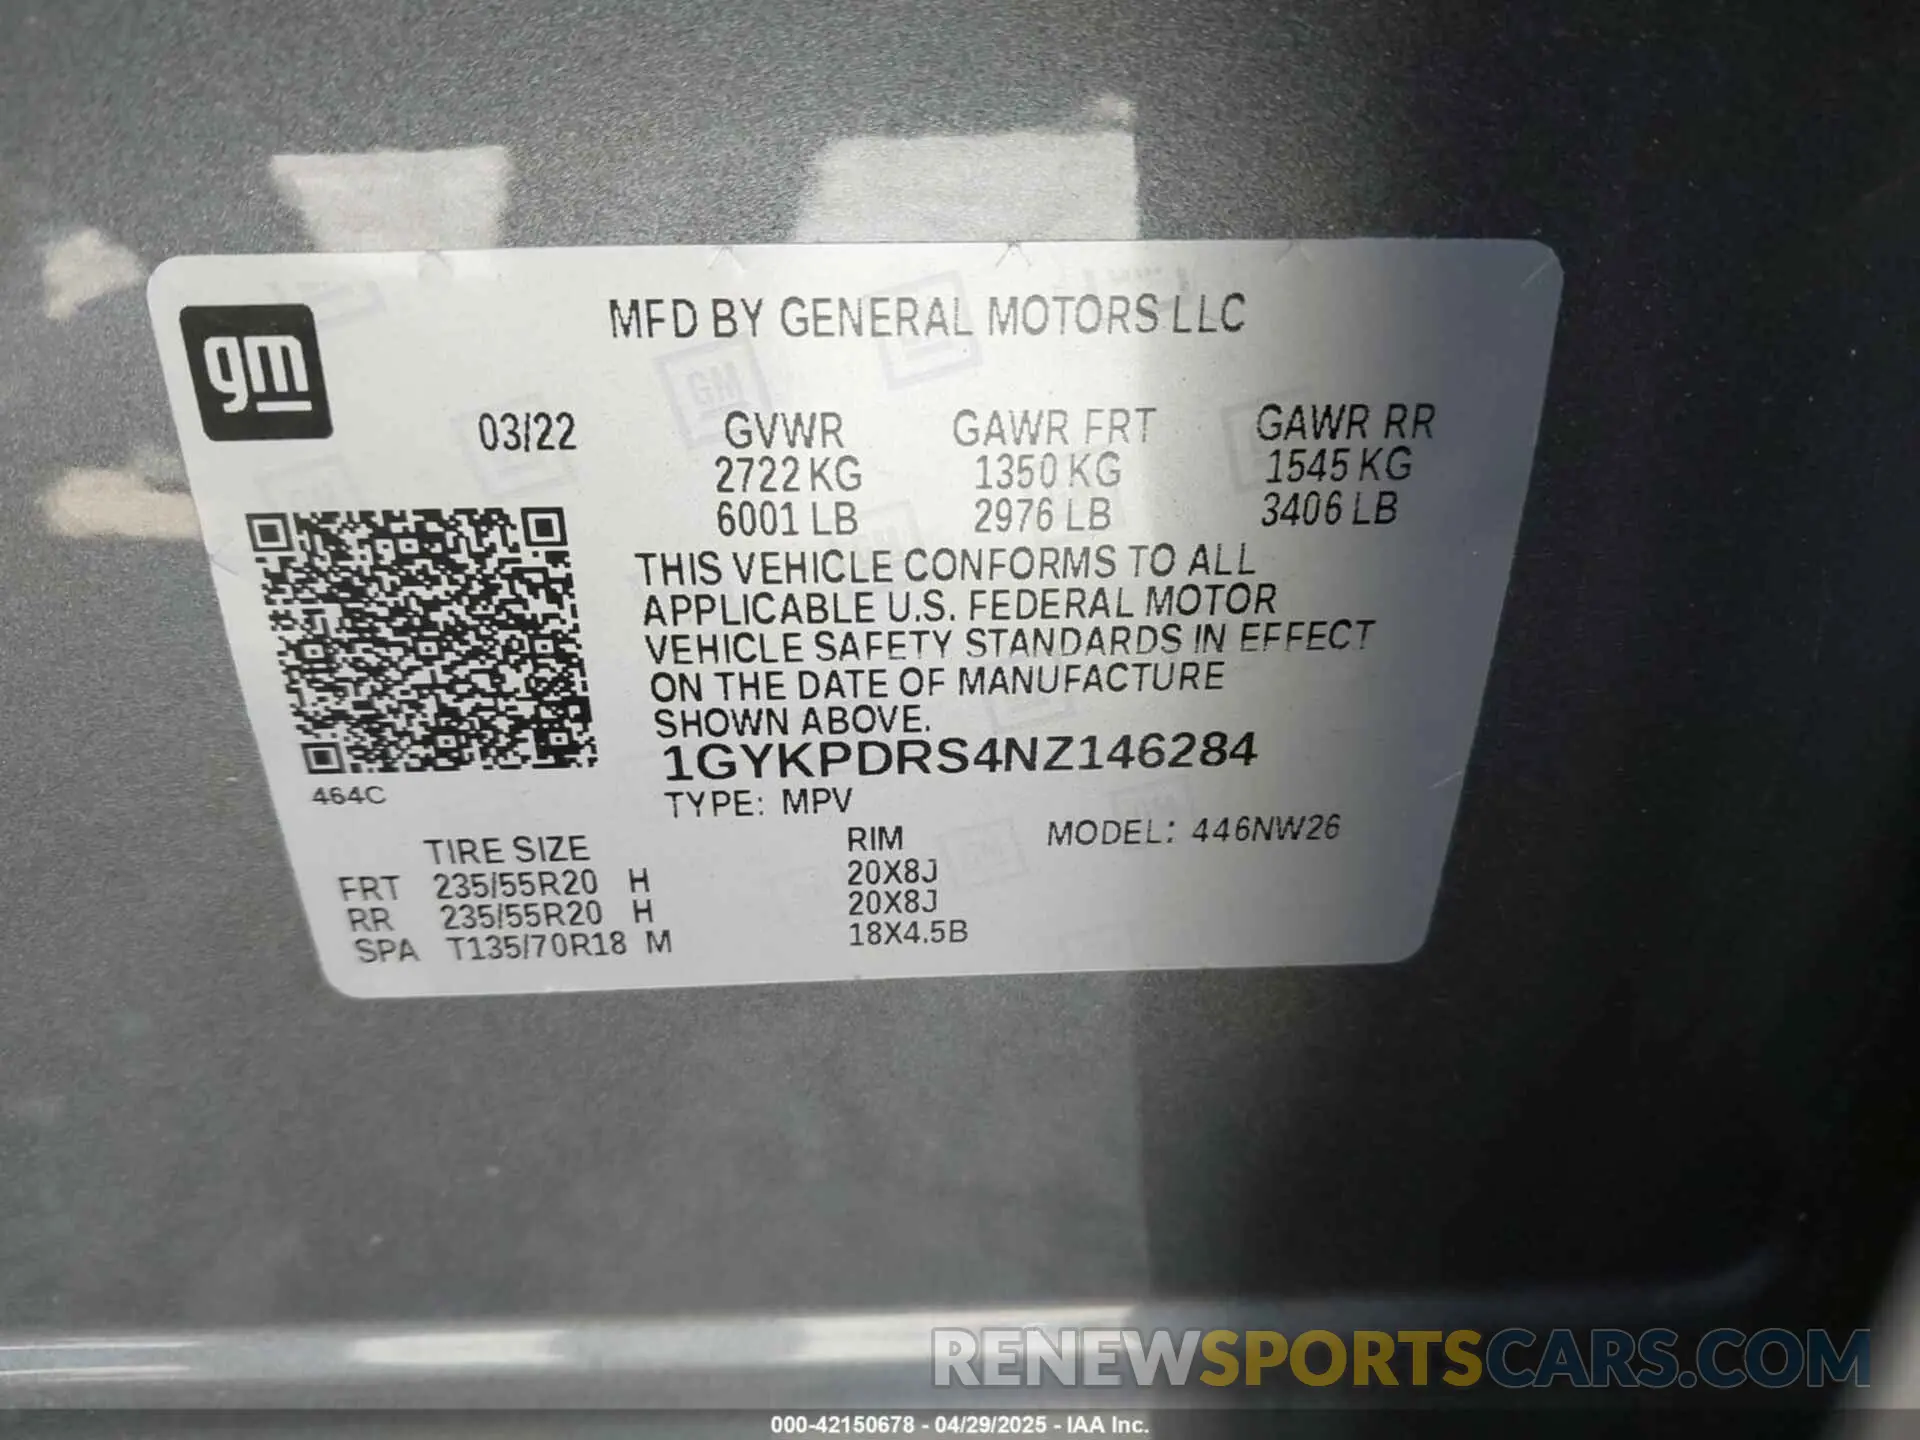 MFD BY GENERAL MOTORS LLC
gm
03/22 GVWR GAWR FRT GAWR RR
2722 KG 1350 KG 1545 KG
6001 LB 2976 LB 3406 LB
THIS VEHICLE CONFORMS TO ALL
APPLICABLE U.S. FEDERAL MOTOR
VEHICLE SAFETY STANDARDS IN EFFECT
ON THE DATE OF MANUFACTURE
SHOWN ABOVE.
1GYKPDRS4NZ146284
464C
TYPE: MPV
TIRE SIZE RIM MODEL: 446NW26
FRT 235/55R20 H 20X8J
RR 235/55R20 H 20X8J
SPA T135/70R18 M 18X4.5B
RENEWSPORTSCARS.COM
000-42150678 - 04/29/2025 - IAA Inc.